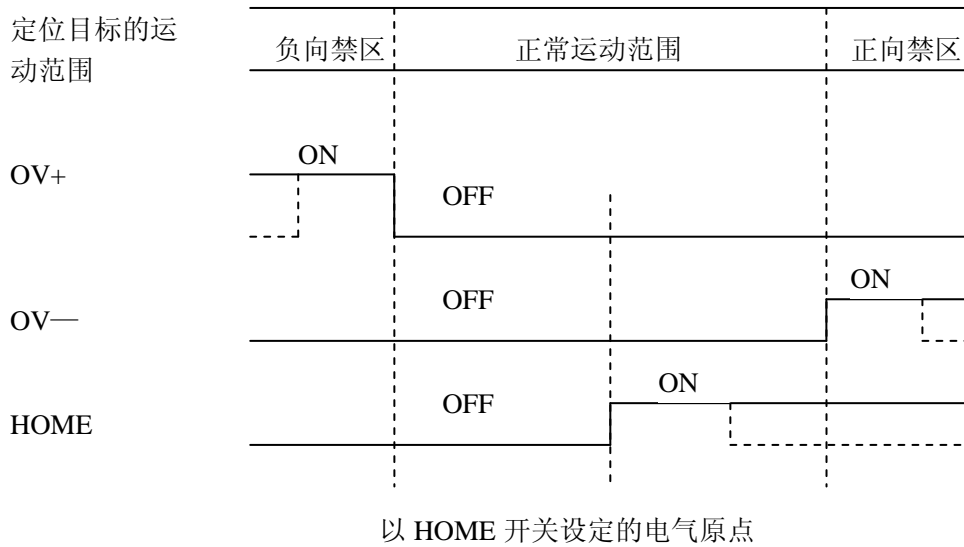 定位目标的运
动范围
负向禁区 正常运动范围 正向禁区
ON
OV+
OFF
ON
OFF
OV—
ON
OFF
HOME
以 HOME 开关设定的电气原点